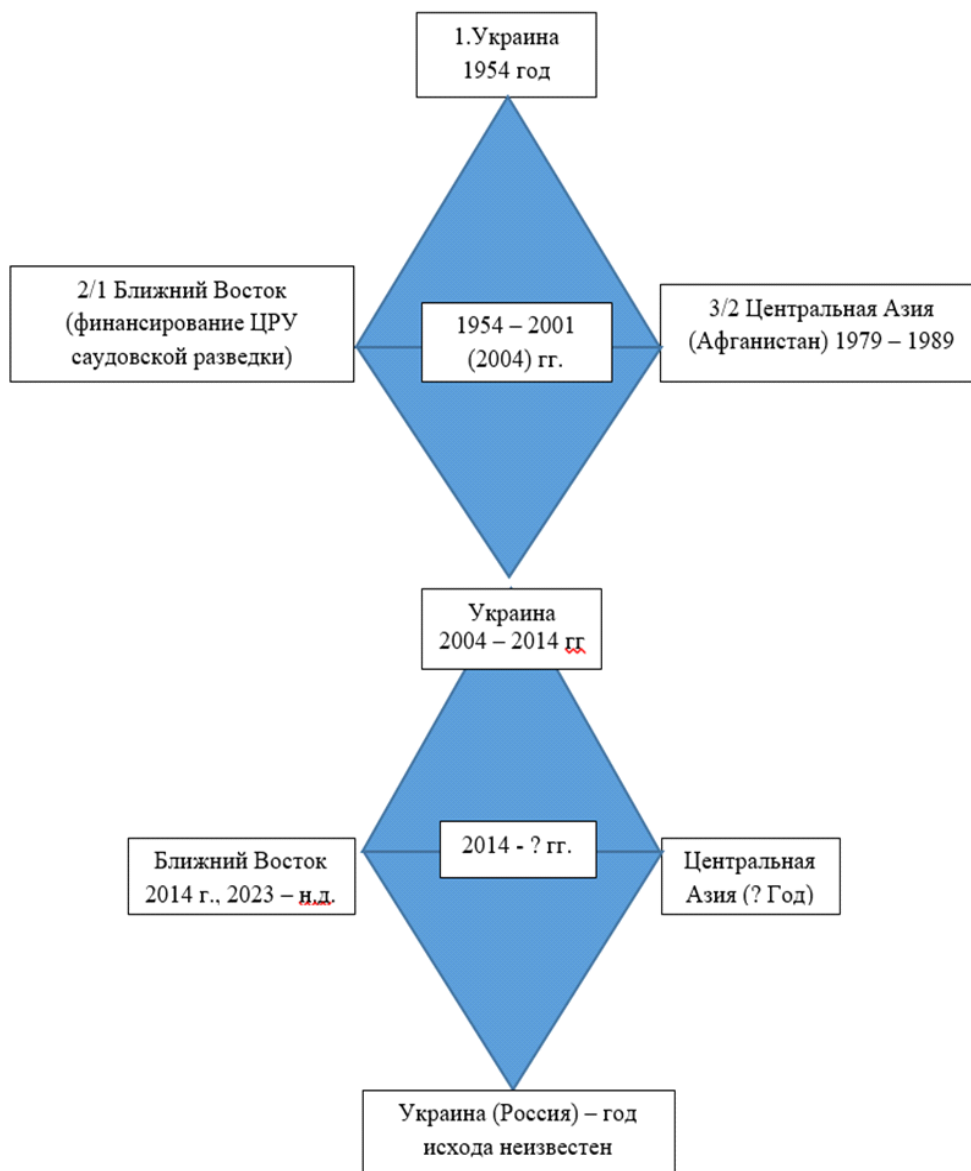 1.Украина
1954 год
2/1 Ближний Восток
(финансирование ЦРУ
саудовской разведки)
1954 – 2001
(2004) гг.
3/2 Центральная Азия
(Афганистан) 1979 – 1989
Украина
2004 – 2014 гг
Ближний Восток
2014 г., 2023 – н.д.
2014 - ? гг.
Центральная
Азия (? Год)
Украина (Россия) – год
исхода неизвестен